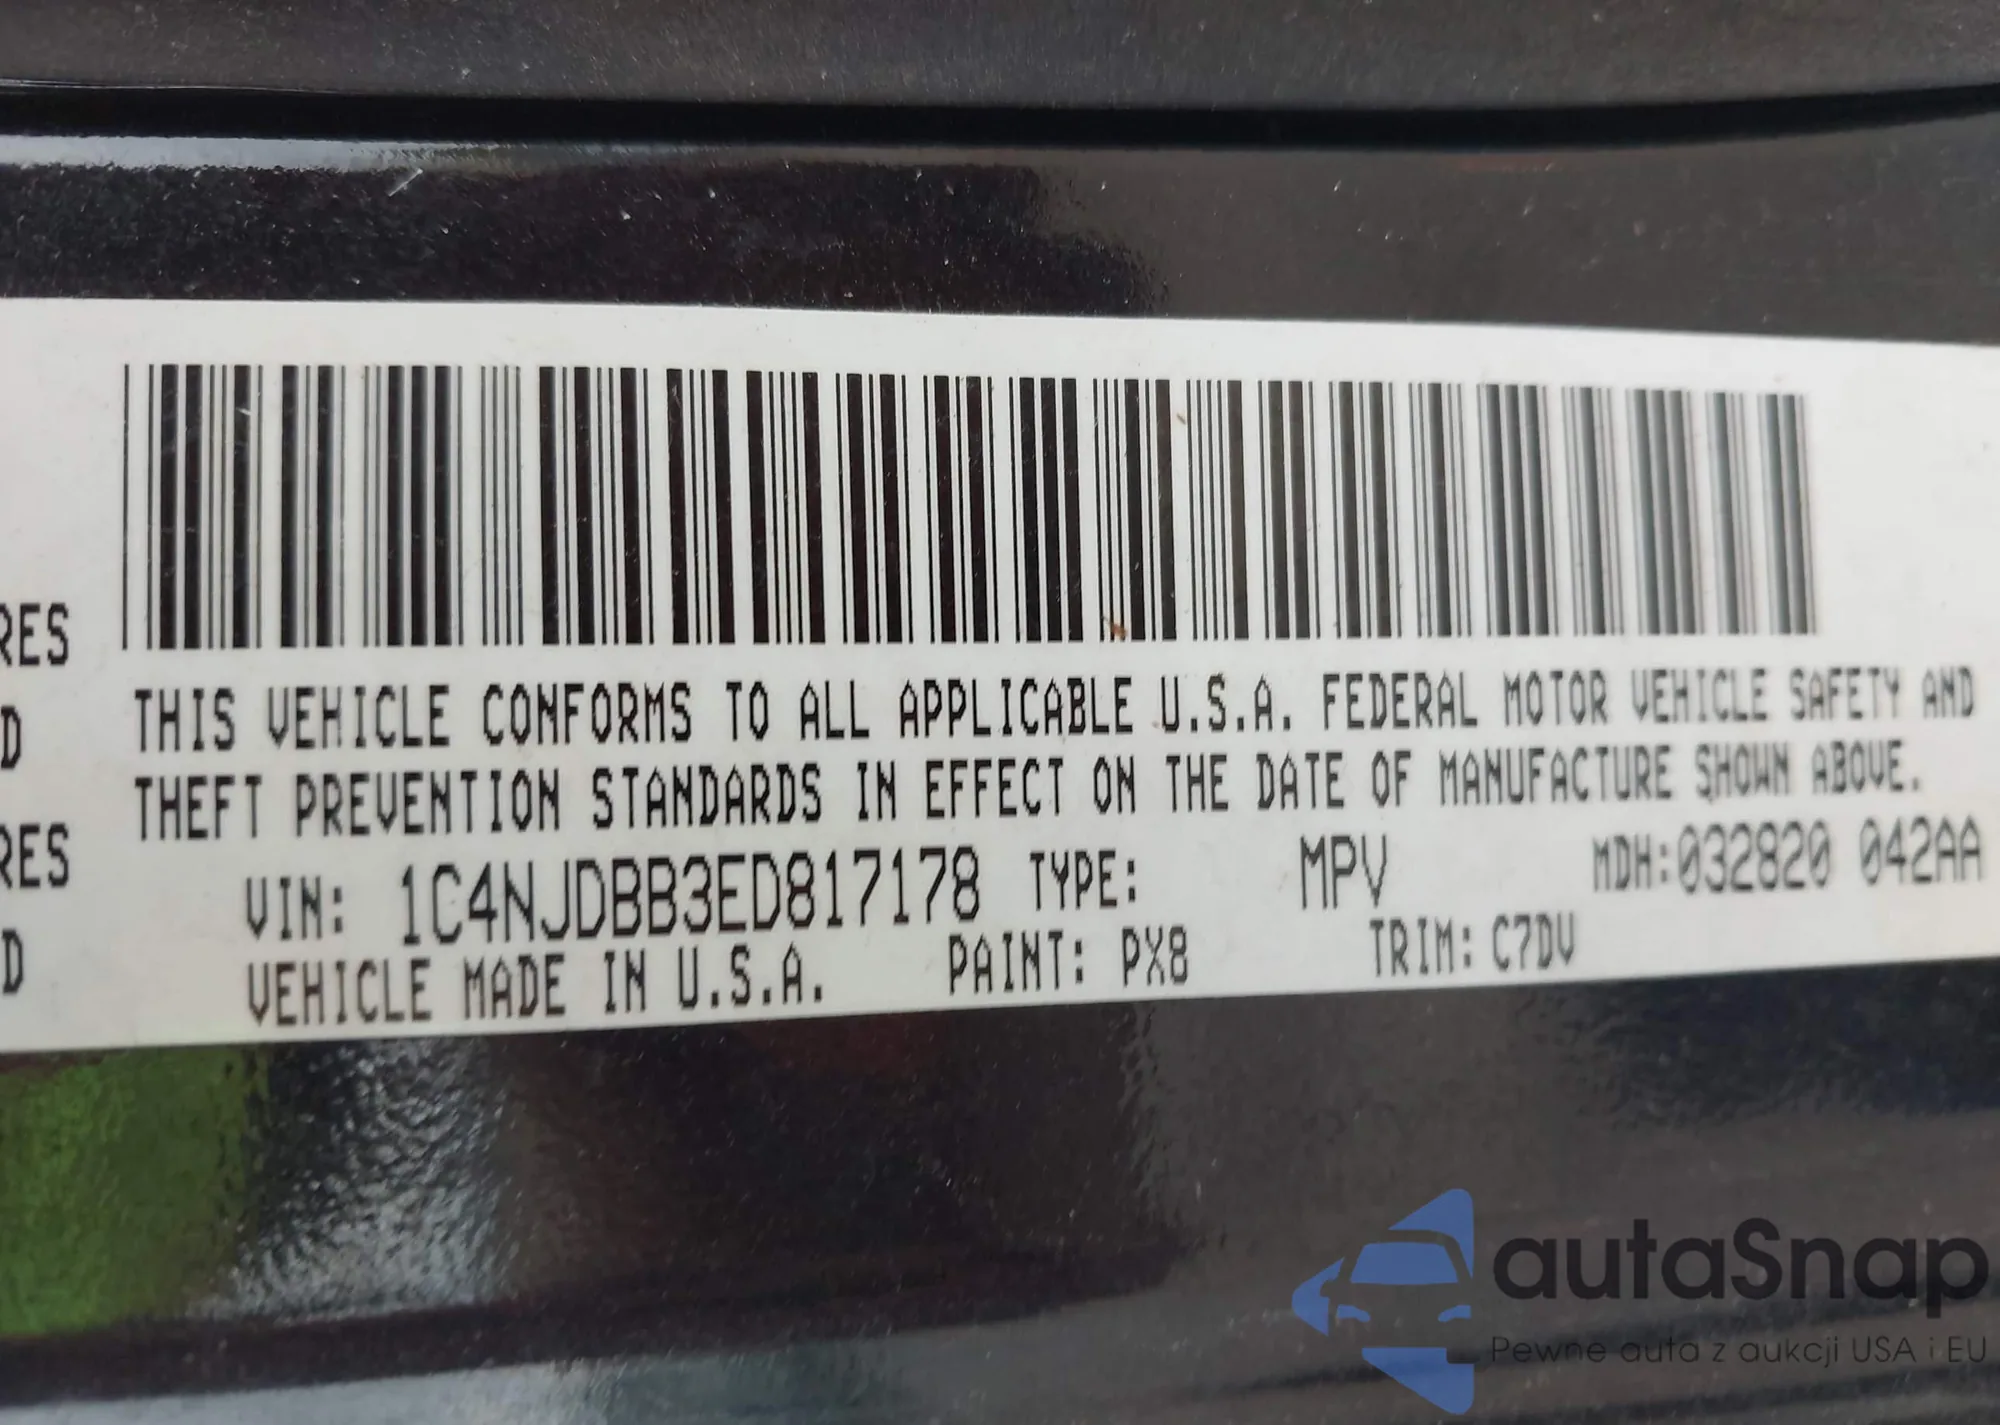 RES
D
RES
D
THIS VEHICLE CONFORMS TO ALL APPLICABLE U.S.A. FEDERAL MOTOR VEHICLE SAFETY AND
THEFT PREVENTION STANDARDS IN EFFECT ON THE DATE OF MANUFACTURE SHOWN ABOVE.
VIN: 1C4NJDBB3ED817178 TYPE: MPV MDH:032820 042AA
VEHICLE MADE IN U.S.A. PAINT: PX8 TRIM: C7DV
autaSnap
Pewne auta z aukcji USA i EU